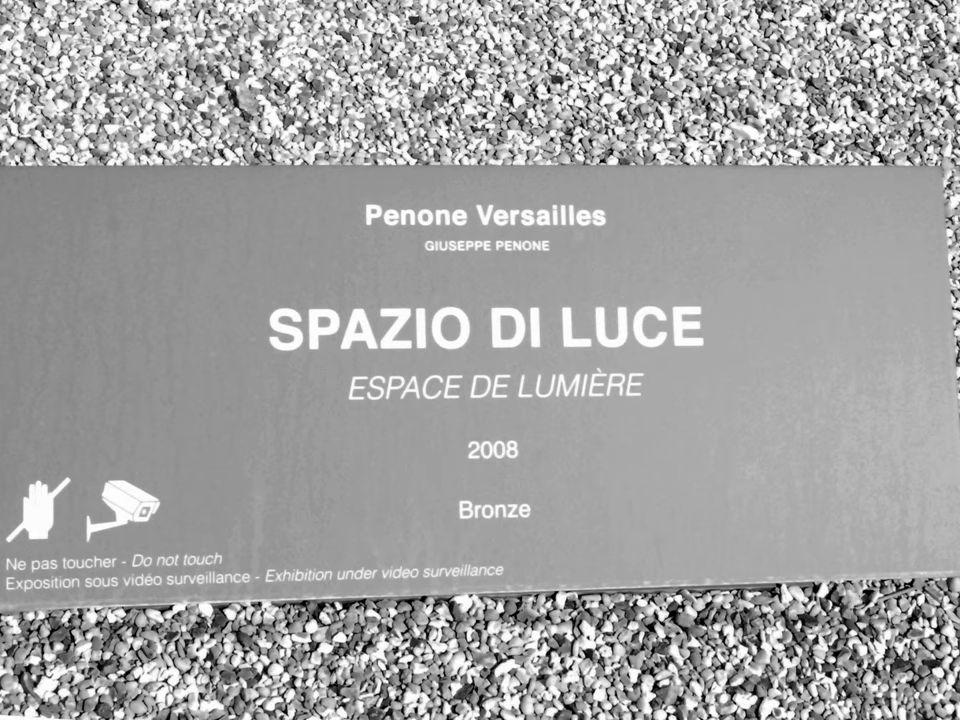 Penone Versailles
GIUSEPPE PENONE
SPAZIO DI LUCE
ESPACE DE LUMIÈRE
2008
Bronze
Ne pas toucher - Do not touch
Exposition sous vidéo surveillance - Exhibition under video surveillance